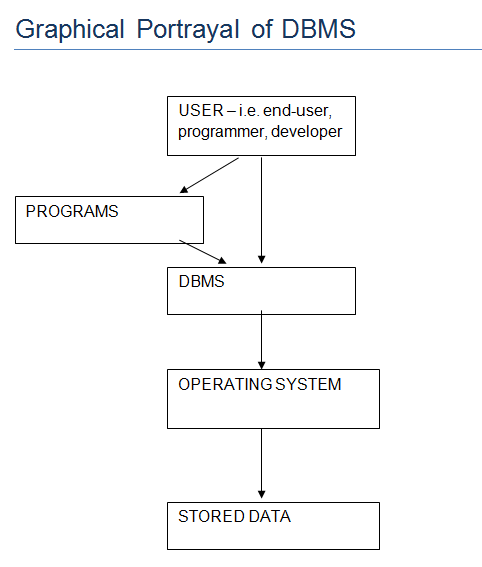 Graphical Portrayal of DBMS
USER – i.e. end-user,
programmer, developer
PROGRAMS
DBMS
OPERATING SYSTEM
STORED DATA